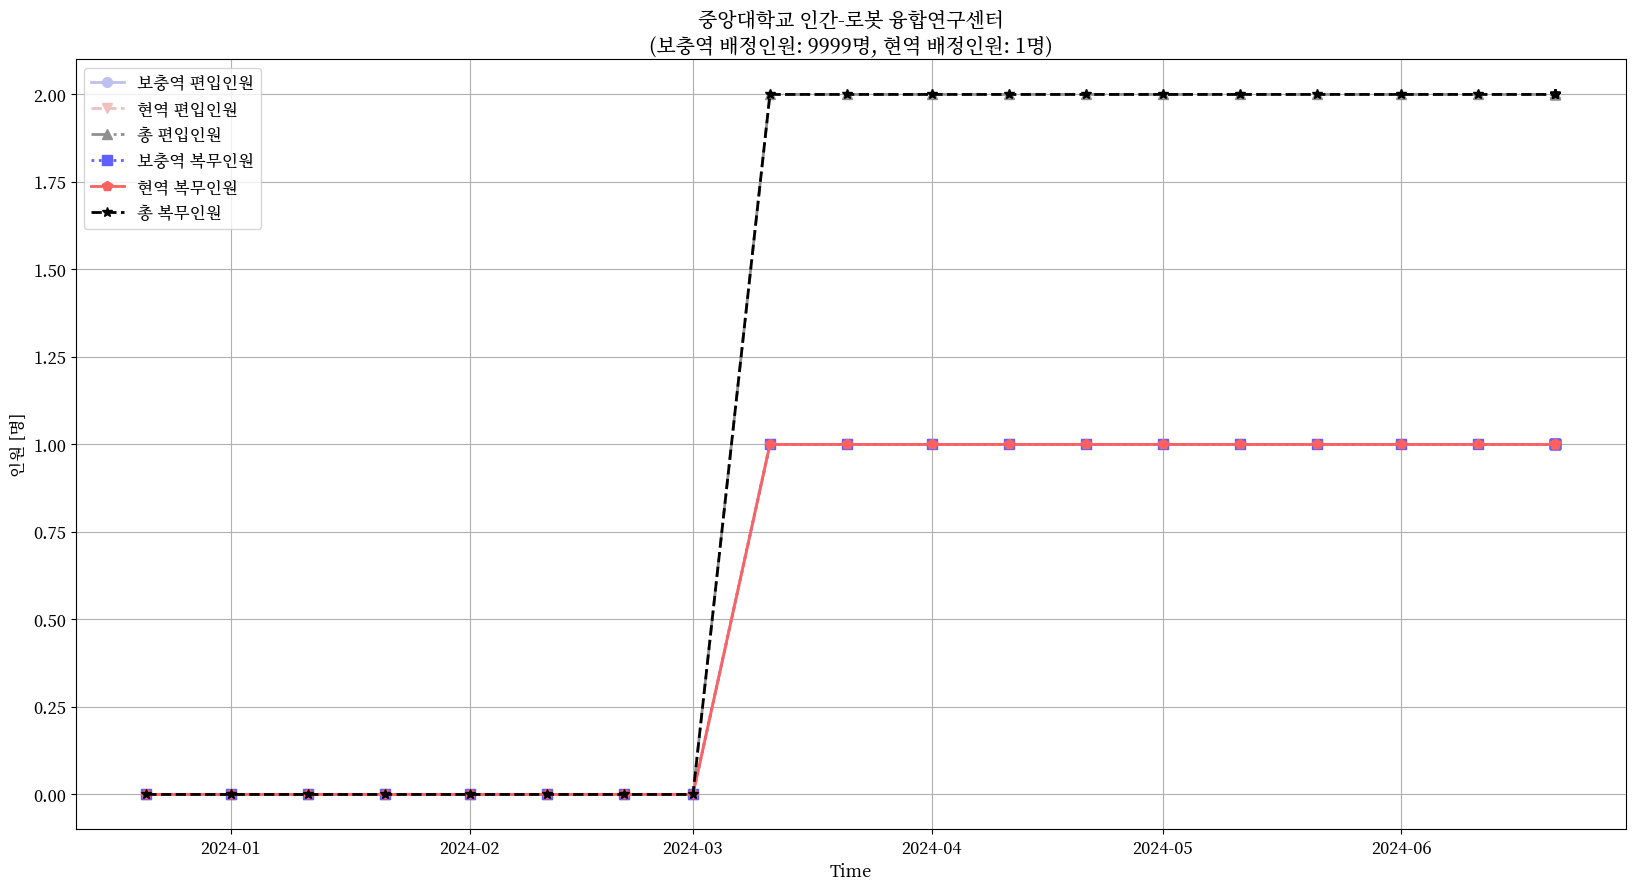 중앙대학교 인간-로봇 융합연구센터
(보충역 배정인원: 9999명, 현역 배정인원: 1명)
보충역 편입인원
현역 편입인원
총 편입인원
보충역 복무인원
현역 복무인원
총 복무인원
2.00
1.75
1.50
1.25
1.00
0.75
0.50
0.25
0.00
인원 [명]
2024-01
2024-02
2024-03
2024-04
2024-05
2024-06
Time